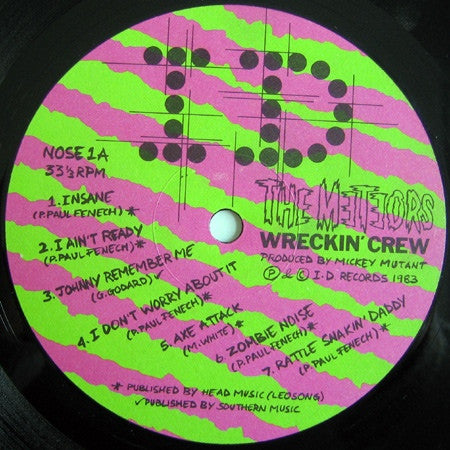 I.D
NOSE 1A
33⅓ RPM
THE METEORS
WRECKIN' CREW
PRODUCED BY MICKEY MUTANT
Ⓟ & © I.D. RECORDS 1983
1. INSANE
(P. PAUL FENECH)*
2. I AIN'T READY
(P. PAUL FENECH)*
3. JOHNNY REMEMBER ME
(G. GODARD)✓
4. I DON'T WORRY ABOUT IT
(P. PAUL FENECH)*
5. AXE ATTACK
(M. WHITE)*
6. ZOMBIE NOISE
(P. PAUL FENECH)*
7. RATTLE SNAKIN' DADDY
(P. PAUL FENECH)*
* PUBLISHED BY HEAD MUSIC (LEOSONG)
✓ PUBLISHED BY SOUTHERN MUSIC